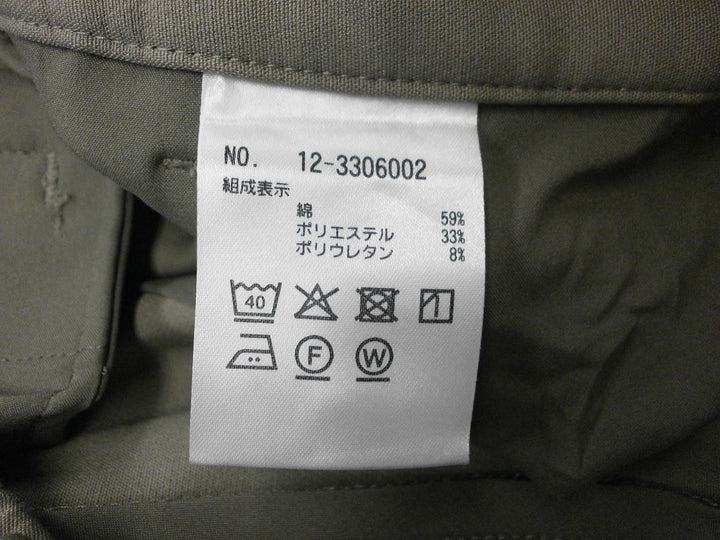 NO. 12-3306002
組成表示
綿 59%
ポリエステル 33%
ポリウレタン 8%
40
F W